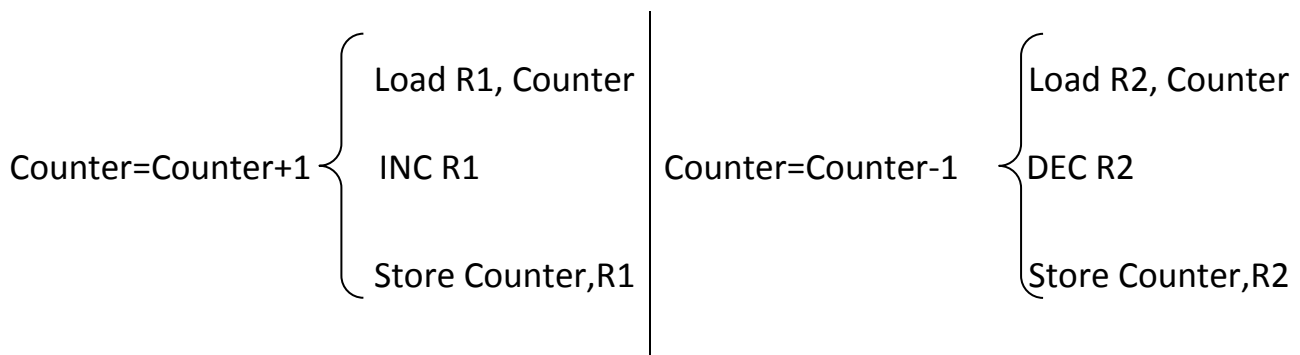 Load R1, Counter
Counter=Counter+1 INC R1
Store Counter,R1
Load R2, Counter
Counter=Counter-1 DEC R2
Store Counter,R2